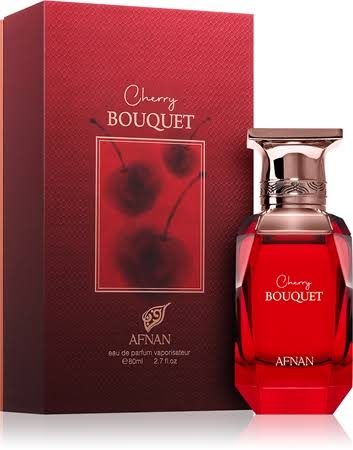 Cherry
BOUQUET
AFNAN
eau de parfum vaporisateur
℮80ml 2.7 fl.oz
Cherry
BOUQUET
AFNAN